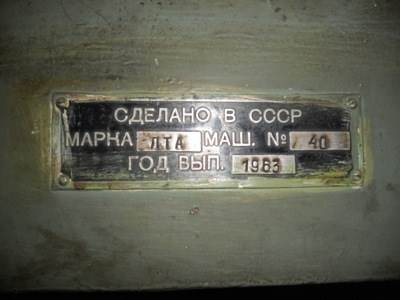 СДЕЛАНО В СССР
МАРКА ЛТА МАШ. № 40
ГОД ВЫП. 1963